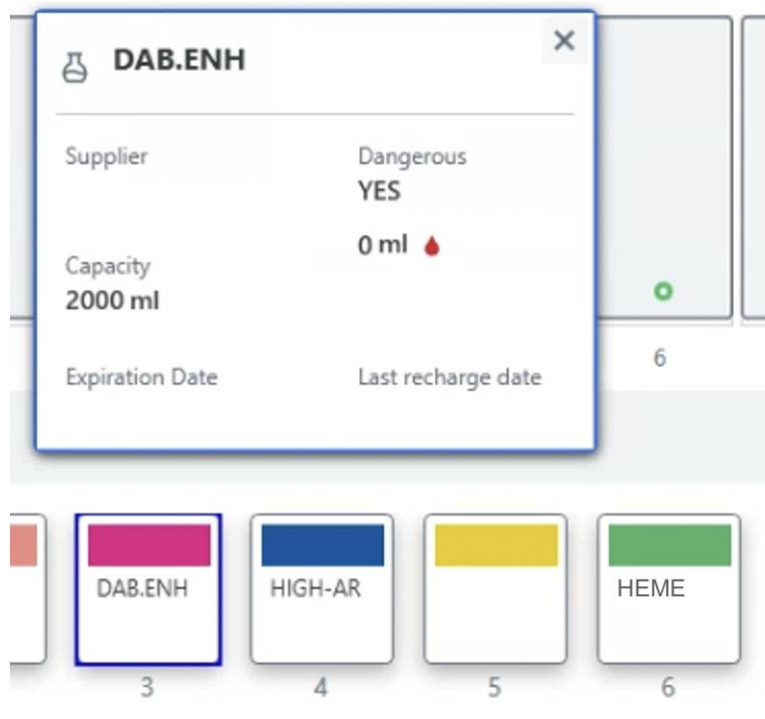 DAB.ENH
Supplier
Dangerous
YES
0 ml
Capacity
2000 ml
Expiration Date
Last recharge date
6
DAB.ENH
HIGH-AR
HEME
3
4
5
6